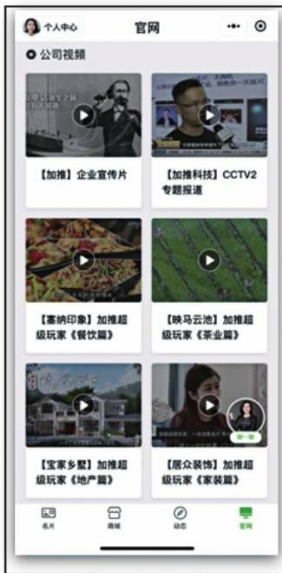 个人中心
官网
公司视频
【加推】企业宣传片
【加推科技】CCTV2
专题报道
【塞纳印象】加推超
级玩家《餐饮篇》
【映马云池】加推超
级玩家《茶业篇》
【宝家乡墅】加推超
级玩家《地产篇》
【居众装饰】加推超
级玩家《家装篇》
聊一聊
名片
商城
动态
官网